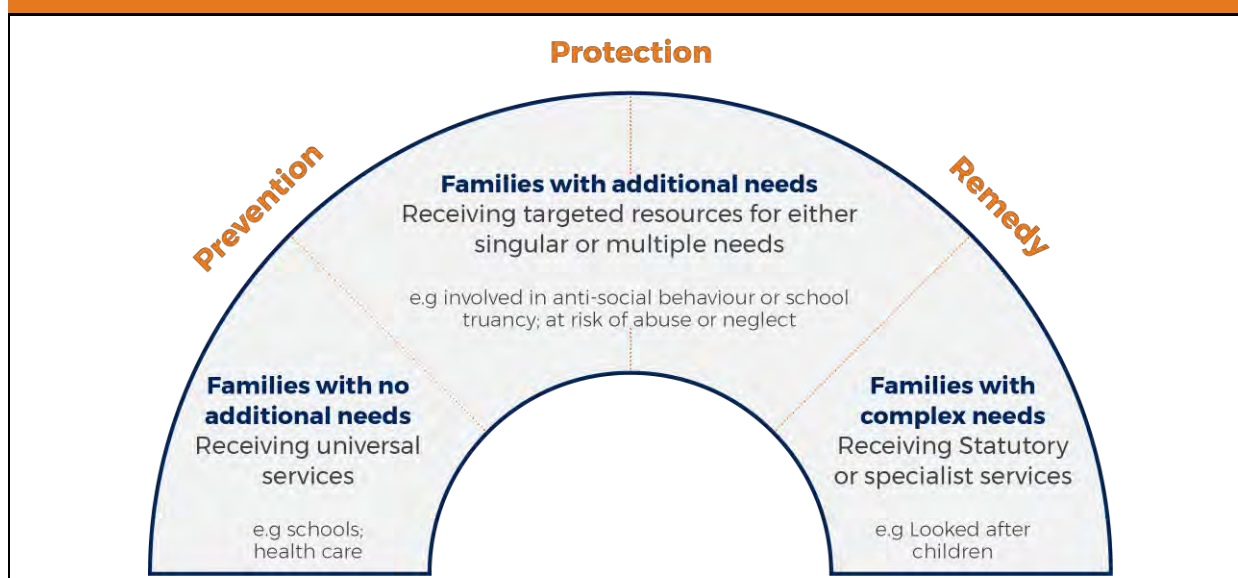 Protection
Prevention
Remedy
Families with additional needs
Receiving targeted resources for either
singular or multiple needs
e.g involved in anti-social behaviour or school
truancy; at risk of abuse or neglect
Families with no
additional needs
Receiving universal
services
e.g schools;
health care
Families with
complex needs
Receiving Statutory
or specialist services
e.g Looked after
children